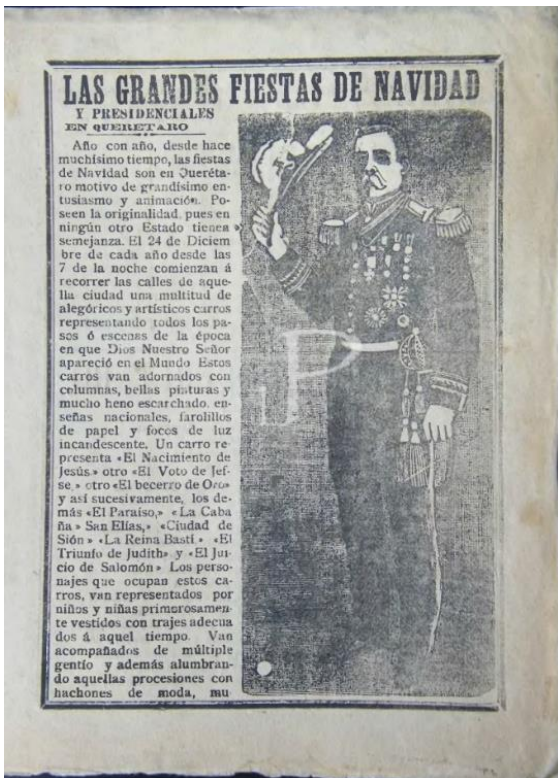 LAS GRANDES FIESTAS DE NAVIDAD
Y PRESIDENCIALES
EN QUERETARO
Año con año, desde hace
muchísimo tiempo, las fiestas
de Navidad son en Queréta-
ro motivo de grandísimo en-
tusiasmo y animación. Po-
seen la originalidad, pues en
ningún otro Estado tienen
semejanza. El 24 de Diciem
bre de cada año desde las
7 de la noche comienzan á
recorrer las calles de aque-
lla ciudad una multitud de
alegóricos y artísticos carros
representando todos los pa-
sos ó escenas de la época
en que Dios Nuestro Señor
apareció en el Mundo Estos
carros van adornados con
columnas, bellas pinturas y
mucho heno escarchado, en-
señas nacionales, farolillos
de papel y focos de luz
incandescente. Un carro re-
presenta «El Nacimiento de
Jesús,» otro «El Voto de Jef-
se,» otro «El becerro de Oro»
y así sucesivamente, los de-
más «El Paraíso,» «La Caba
ña» San Elías,» «Ciudad de
Sión» «La Reina Basti.» «El
Triunfo de Judith» y «El Jui-
cio de Salomón» Los perso-
najes que ocupan estos ca-
rros, van representados por
niños y niñas primorosamen-
te vestidos con trajes adecua
dos á aquel tiempo. Van
acompañados de múltiple
gentío y además alumbran-
do aquellas procesiones con
hachones de moda, mu
P